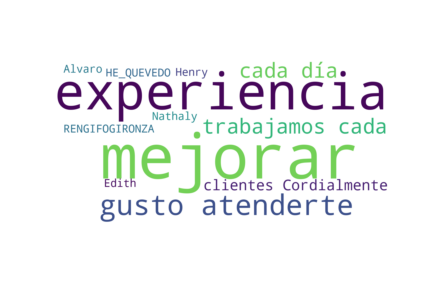 Alvaro HE_QUEVEDO Henry cada día
experiencia
Nathaly
RENGIFOGIRONZA trabajamos cada
mejorar
Edith clientes Cordialmente
gusto atenderte